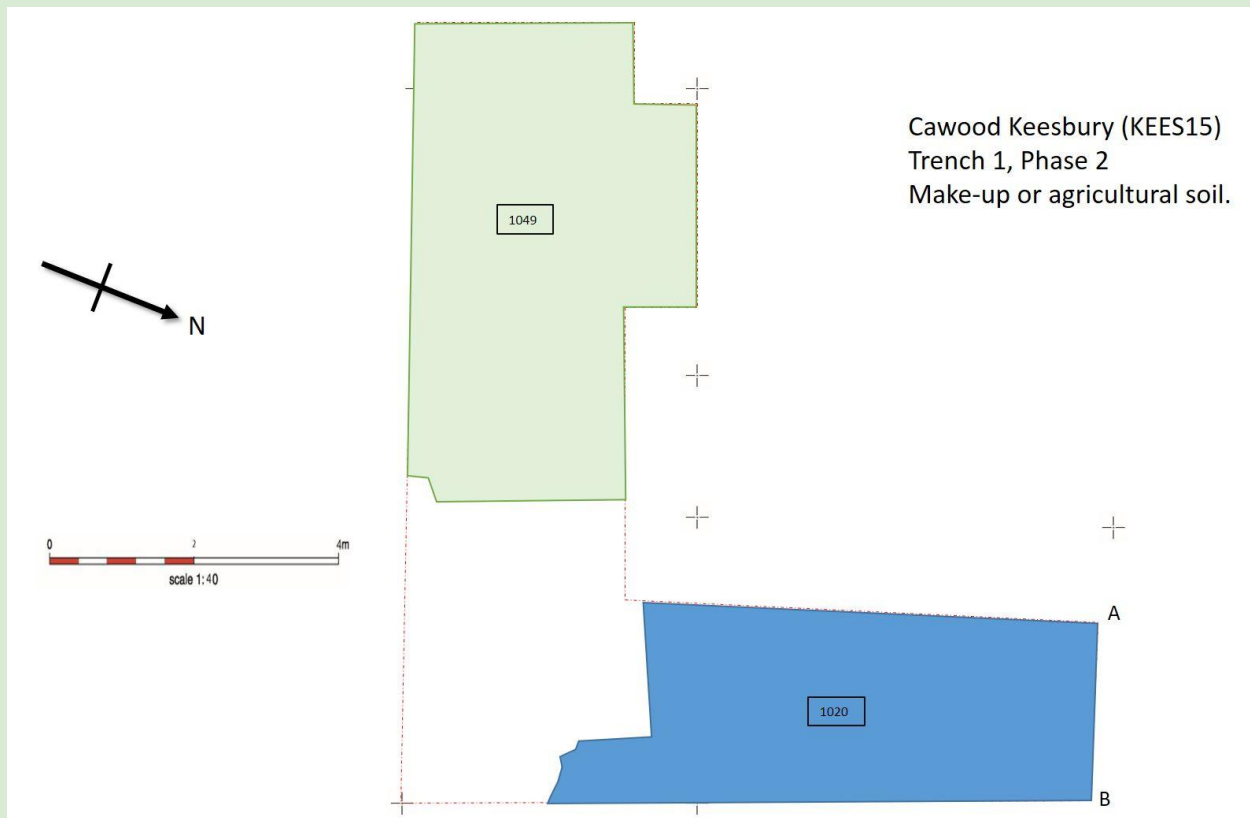 Cawood Keesbury (KEES15)
Trench 1, Phase 2
Make-up or agricultural soil.
1049
N
0 2 4m
scale 1:40
A
1020
B